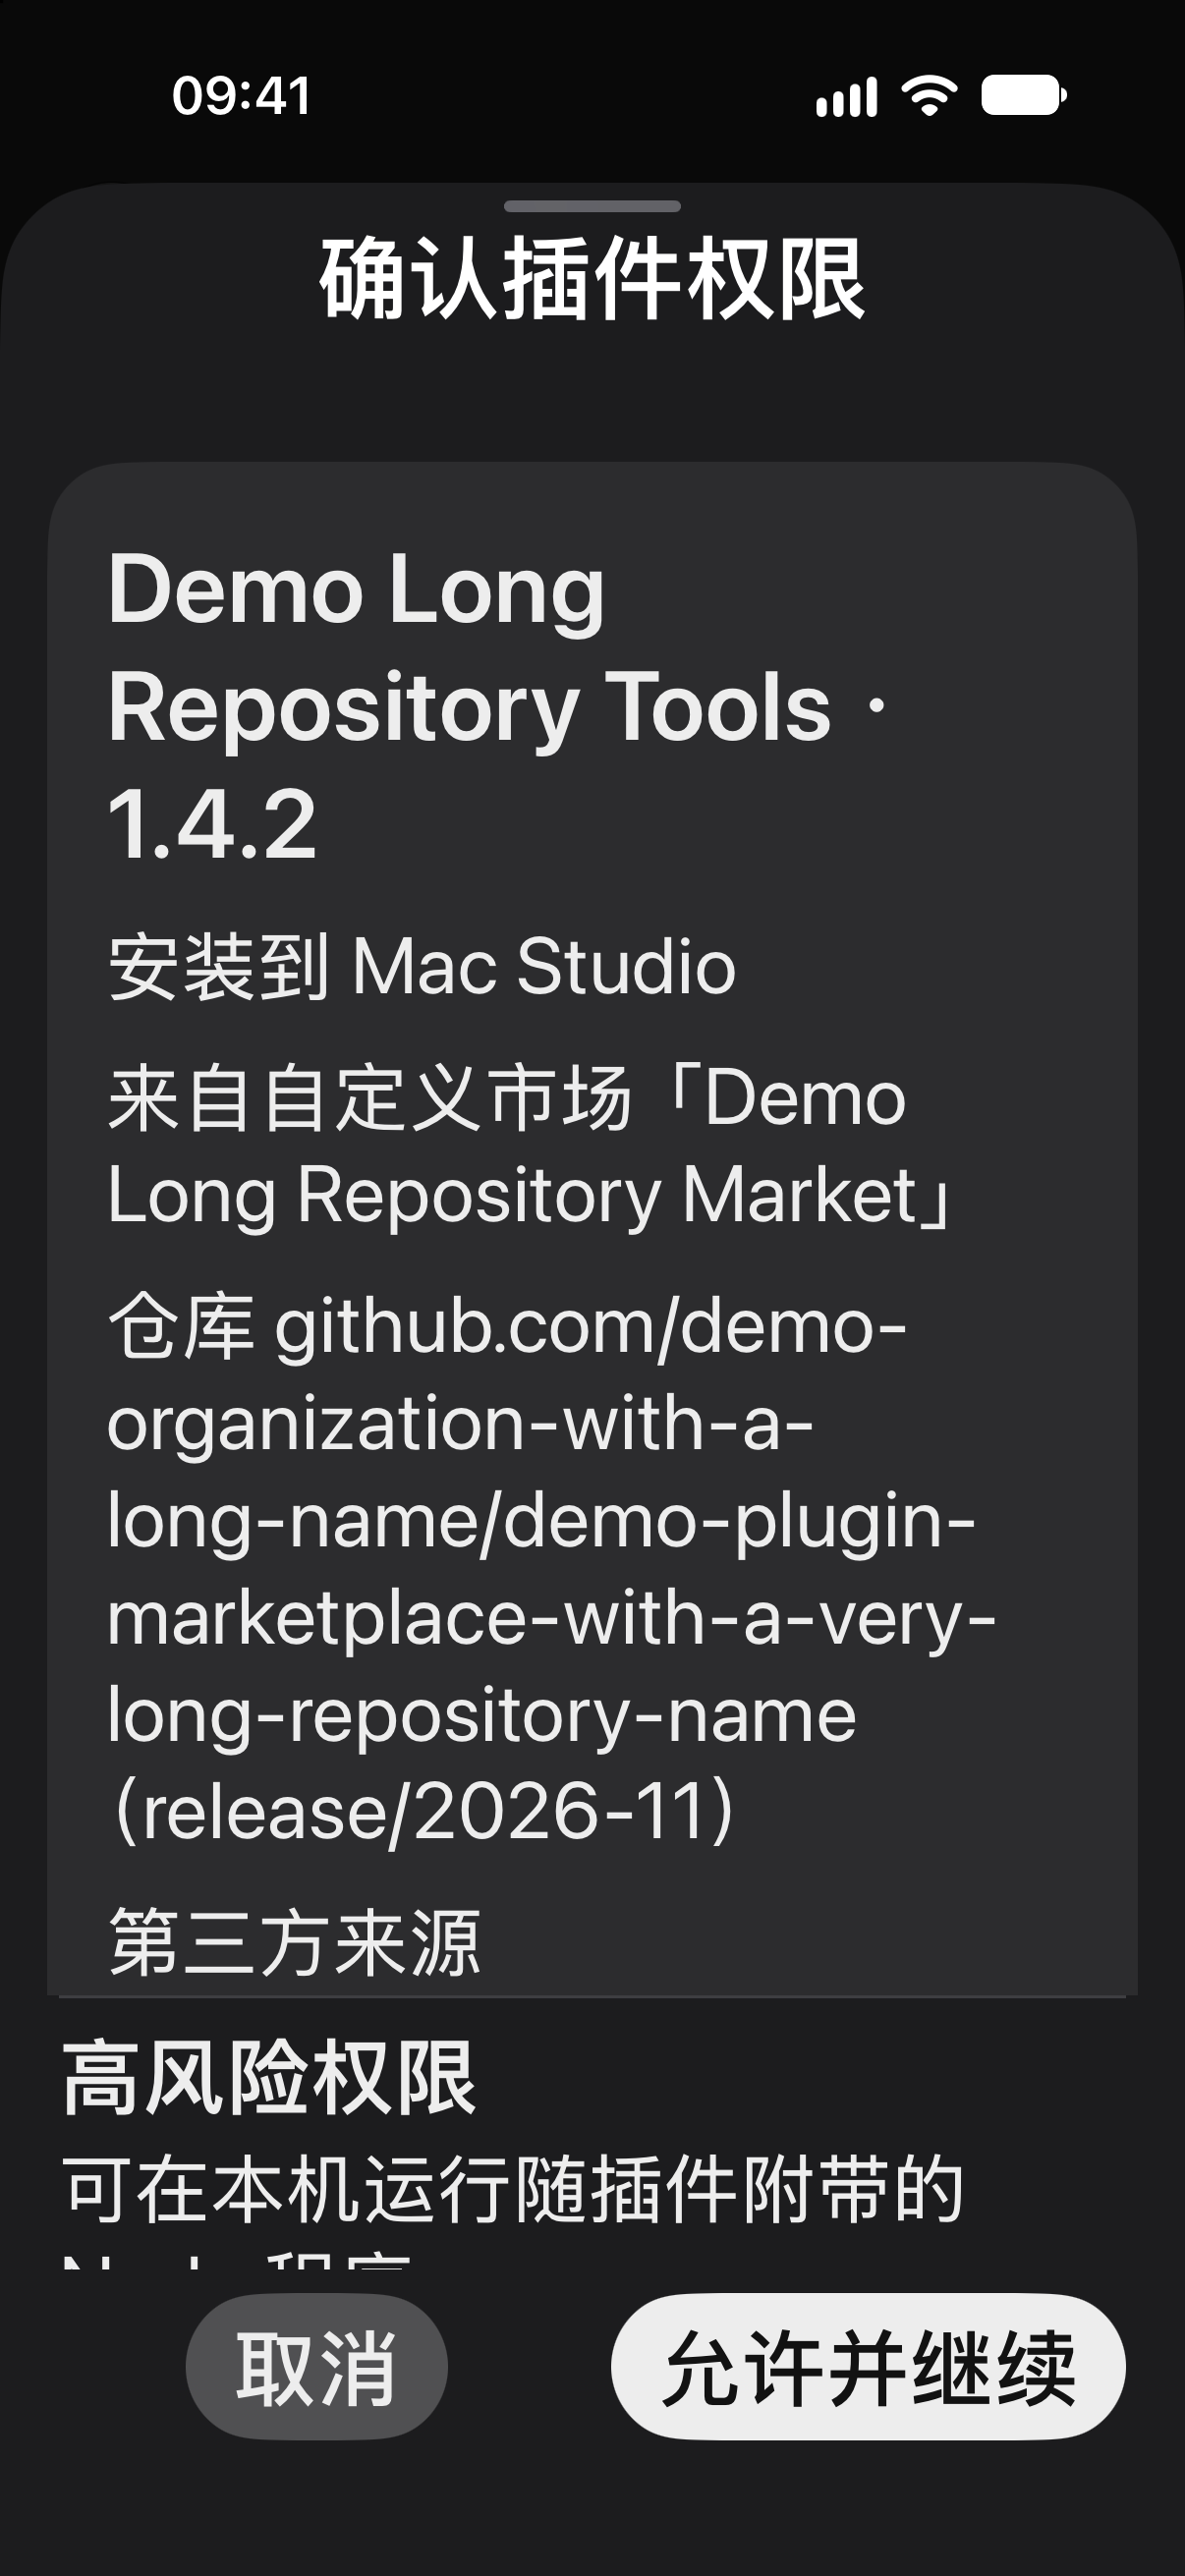 09:41
确认插件权限
Demo Long
Repository Tools ·
1.4.2
安装到 Mac Studio
来自自定义市场「Demo
Long Repository Market」
仓库 github.com/demo-
organization-with-a-
long-name/demo-plugin-
marketplace-with-a-very-
long-repository-name
（release/2026-11）
第三方来源
高风险权限
可在本机运行随插件附带的
取消
允许并继续